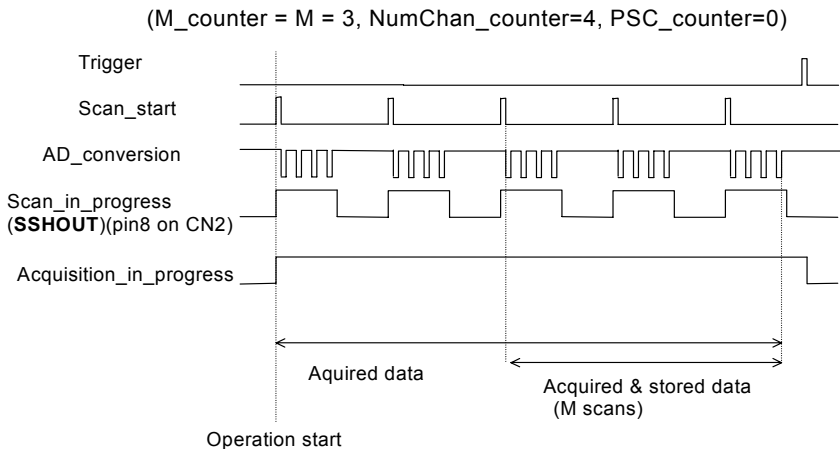 (M_counter = M = 3, NumChan_counter=4, PSC_counter=0)
Trigger
Scan_start
AD_conversion
Scan_in_progress
(SSHOUT)(pin8 on CN2)
Acquisition_in_progress
Aquired data
Acquired & stored data
(M scans)
Operation start